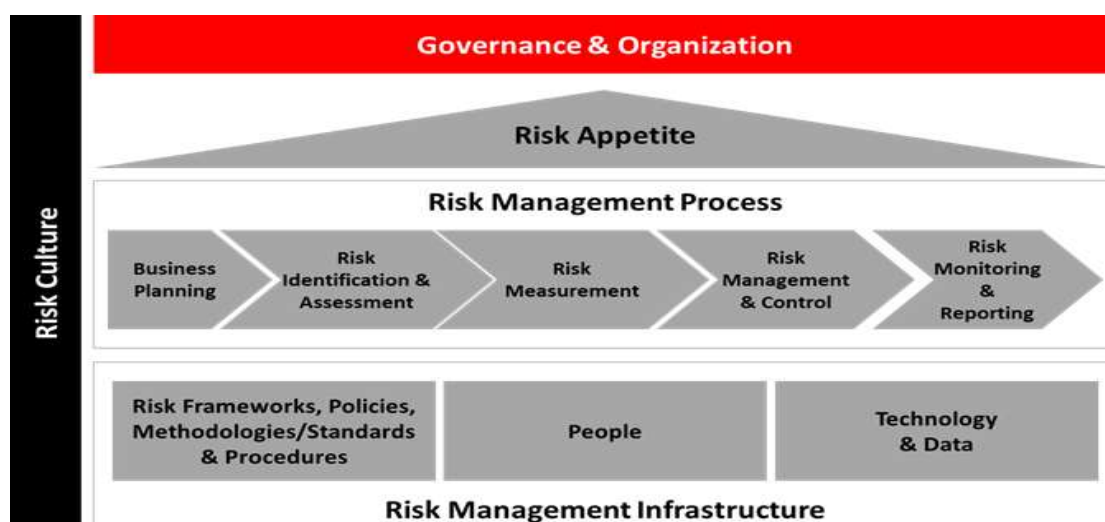 Governance & Organization
Risk Culture
Risk Appetite
Risk Management Process
Business
Planning
Risk
Identification &
Assessment
Risk
Measurement
Risk
Management
& Control
Risk
Monitoring
&
Reporting
Risk Frameworks, Policies,
Methodologies/Standards
& Procedures
People
Technology
& Data
Risk Management Infrastructure